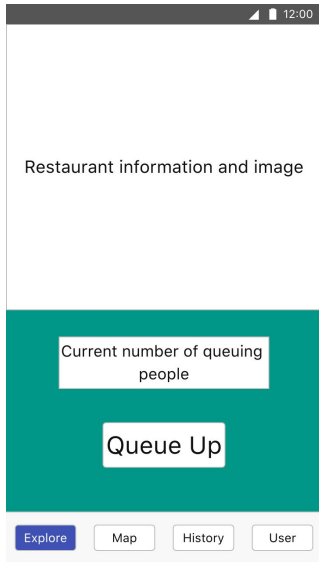 12:00
Restaurant information and image
Current number of queuing
people
Queue Up
Explore
Map
History
User